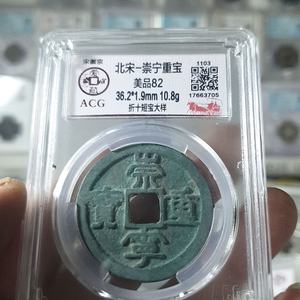 北宋-崇宁重宝
美品82
36.2*1.9mm 10.8g
折十短宝大样
ACG
1103
17663705
崇
寶 重
寧